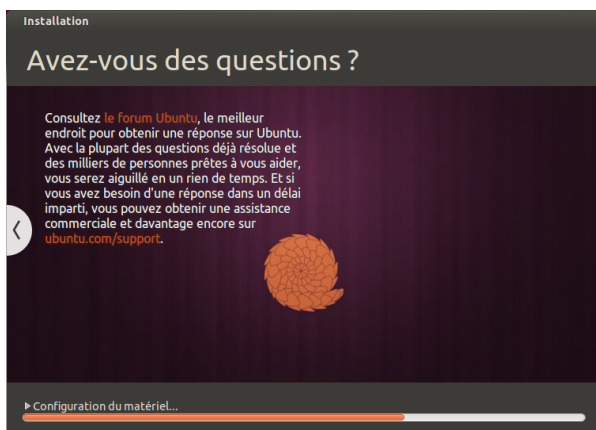 Installation
Avez-vous des questions ?
Consultez le forum Ubuntu, le meilleur
endroit pour obtenir une réponse sur Ubuntu.
Avec la plupart des questions déjà résolue et
des milliers de personnes prêtes à vous aider,
vous serez aiguillé en un rien de temps. Et si
vous avez besoin d'une réponse dans un délai
imparti, vous pouvez obtenir une assistance
commerciale et davantage encore sur
ubuntu.com/support.
Configuration du matériel...